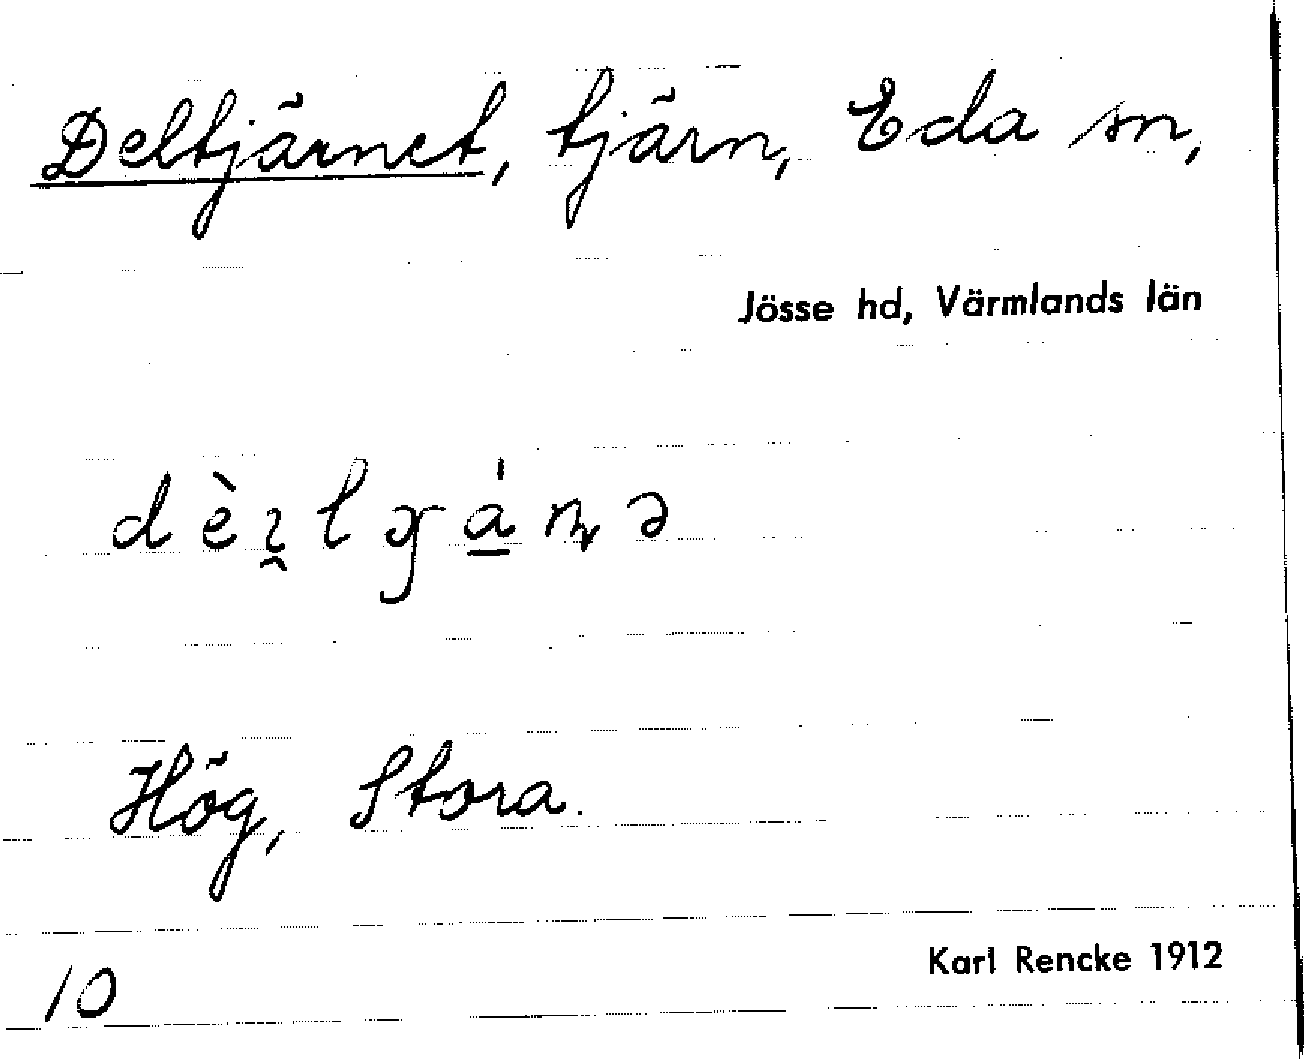 Deltjärnet, tjärn, Eda sn,
Jösse hd, Värmlands län
Hög, Stora.
Karl Rencke 1912
10